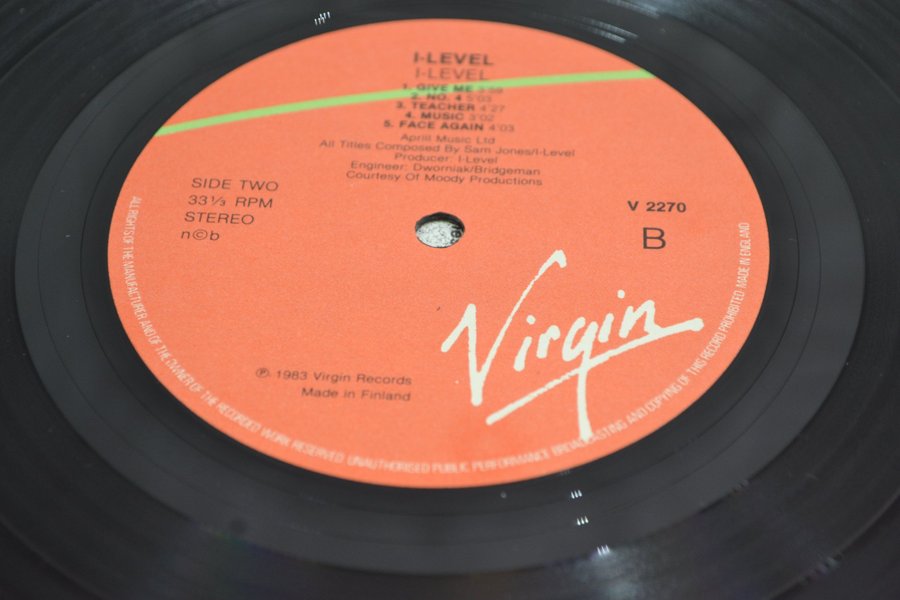 I-LEVEL
I-LEVEL
1. GIVE ME 3'59
2. NO. 4 5'03
3. TEACHER 4'27
4. MUSIC 3'02
5. FACE AGAIN 4'03
Aprill Music Ltd
All Titles Composed By Sam Jones/I-Level
Producer: I-Level
Engineer: Dworniak/Bridgeman
Courtesy Of Moody Productions
SIDE TWO
33⅓ RPM
STEREO
n©b
V 2270
B
Virgin
℗ 1983 Virgin Records
Made in Finland
ALL RIGHTS OF THE MANUFACTURER AND OF THE OWNER OF THE RECORDED WORK RESERVED. UNAUTHORISED PUBLIC PERFORMANCE BROADCASTING AND COPYING OF THIS RECORD PROHIBITED. MADE IN ENGLAND